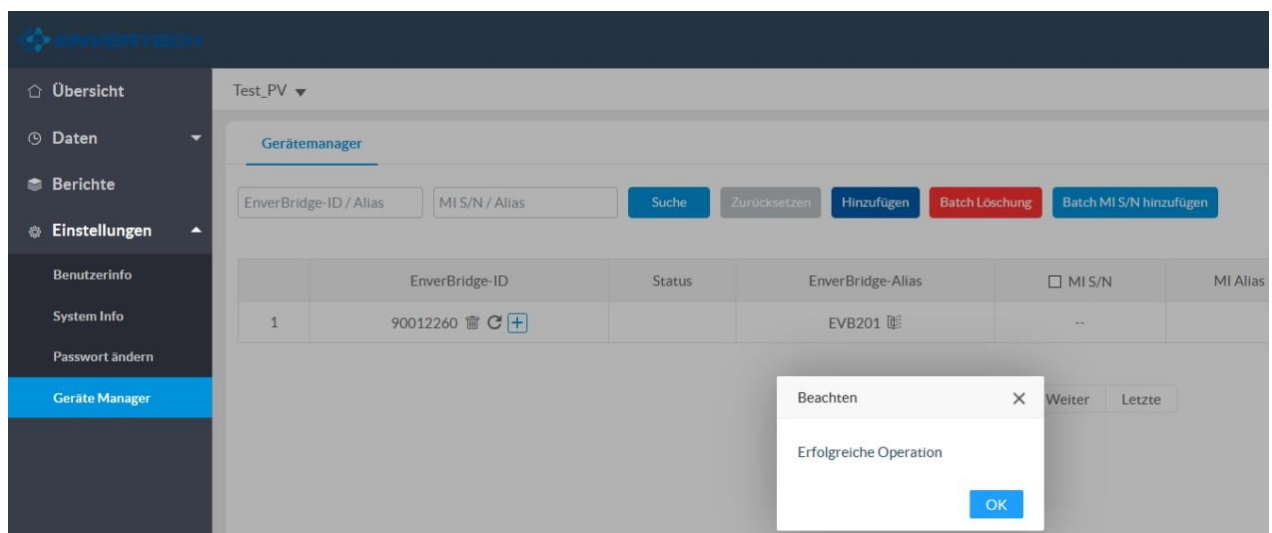 ENVERTECH
Übersicht
Test_PV
Daten
Gerätemanager
Berichte
EnverBridge-ID / Alias MI S/N / Alias Suche Zurücksetzen Hinzufügen Batch Löschung Batch MI S/N hinzufügen
Einstellungen
Benutzerinfo
EnverBridge-ID Status EnverBridge-Alias MI S/N MI Alias
System Info
1 90012260 EVB201 --
Passwort ändern
Geräte Manager
Beachten Weiter Letzte
Erfolgreiche Operation
OK